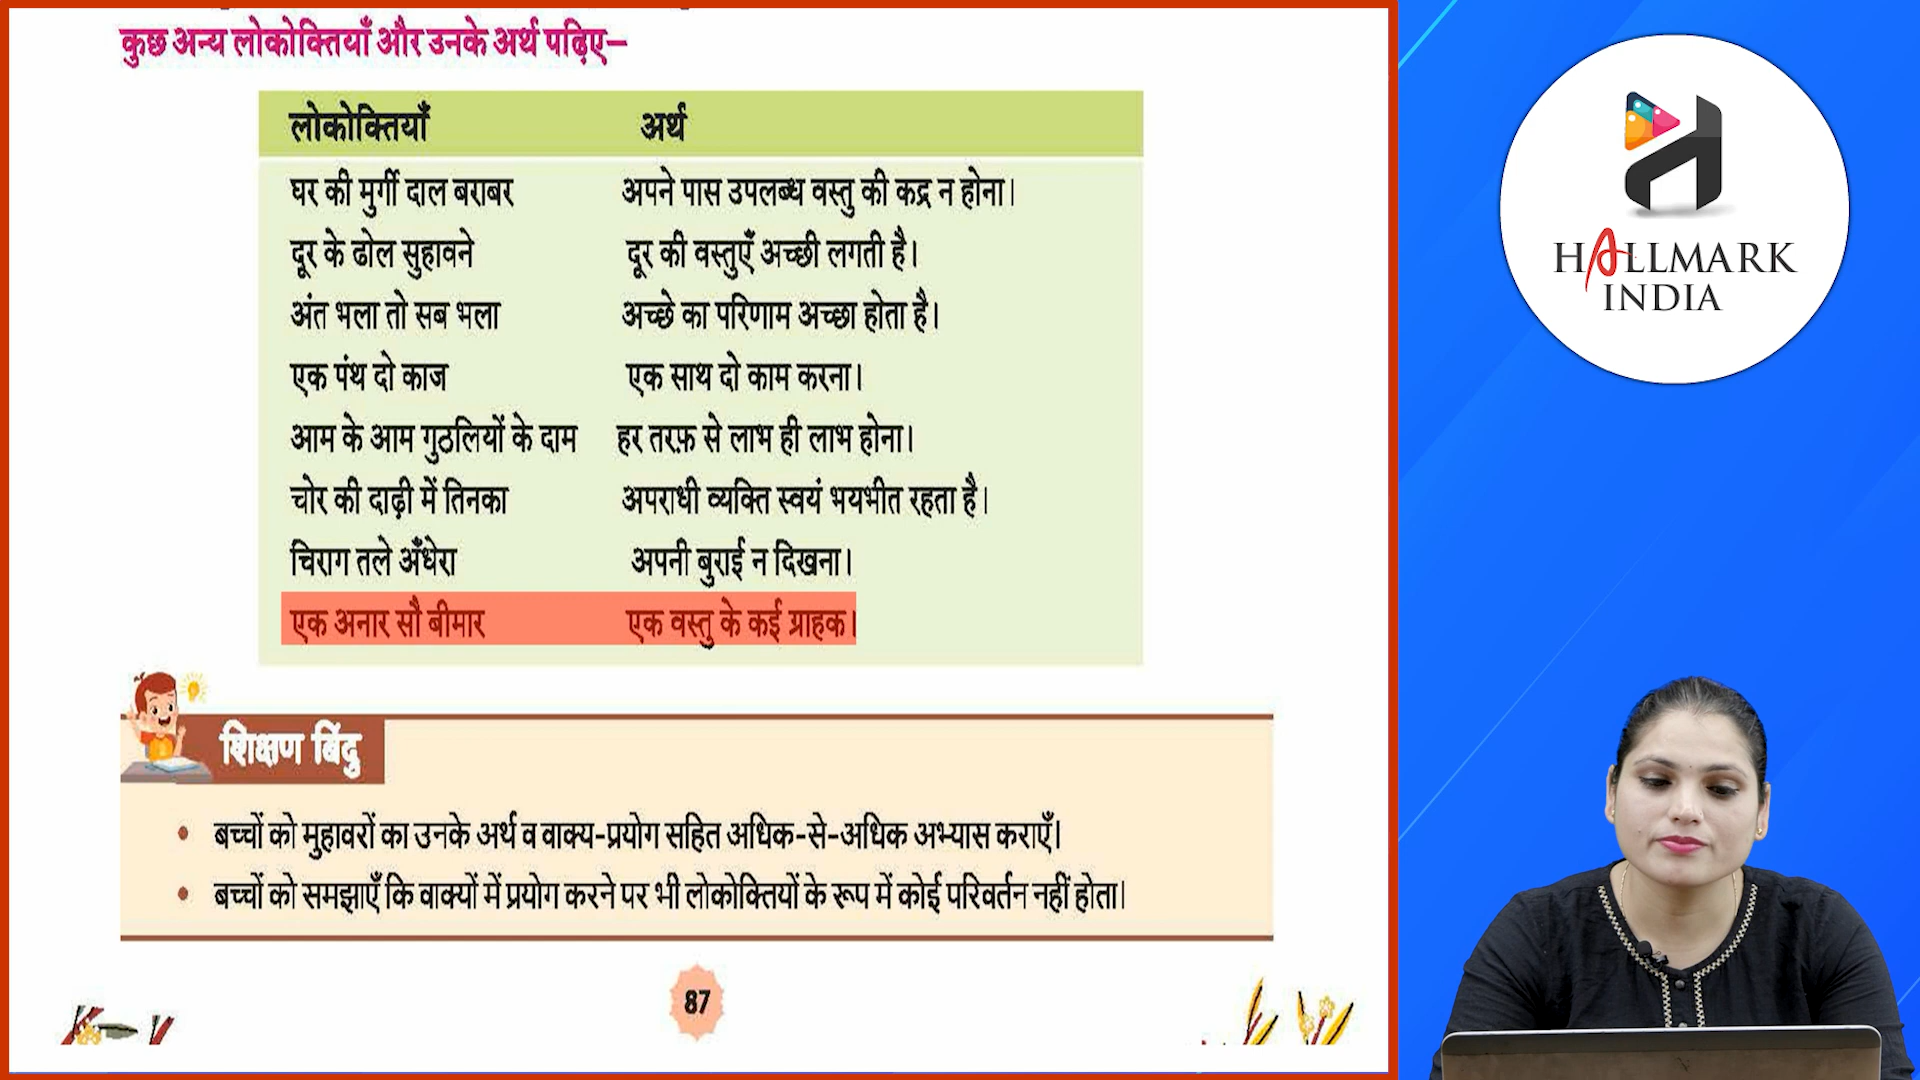 कुछ अन्य लोकोक्तियाँ और उनके अर्थ पढ़िए–
लोकोक्तियाँ अर्थ
घर की मुर्गी दाल बराबर अपने पास उपलब्ध वस्तु की कद्र न होना।
दूर के ढोल सुहावने दूर की वस्तुएँ अच्छी लगती है।
अंत भला तो सब भला अच्छे का परिणाम अच्छा होता है।
एक पंथ दो काज एक साथ दो काम करना।
आम के आम गुठलियों के दाम हर तरफ़ से लाभ ही लाभ होना।
चोर की दाढ़ी में तिनका अपराधी व्यक्ति स्वयं भयभीत रहता है।
चिराग तले अँधेरा अपनी बुराई न दिखना।
एक अनार सौ बीमार एक वस्तु के कई ग्राहक।
शिक्षण बिंदु
• बच्चों को मुहावरों का उनके अर्थ व वाक्य-प्रयोग सहित अधिक-से-अधिक अभ्यास कराएँ।
• बच्चों को समझाएँ कि वाक्यों में प्रयोग करने पर भी लोकोक्तियों के रूप में कोई परिवर्तन नहीं होता।
87
HALLMARK
INDIA